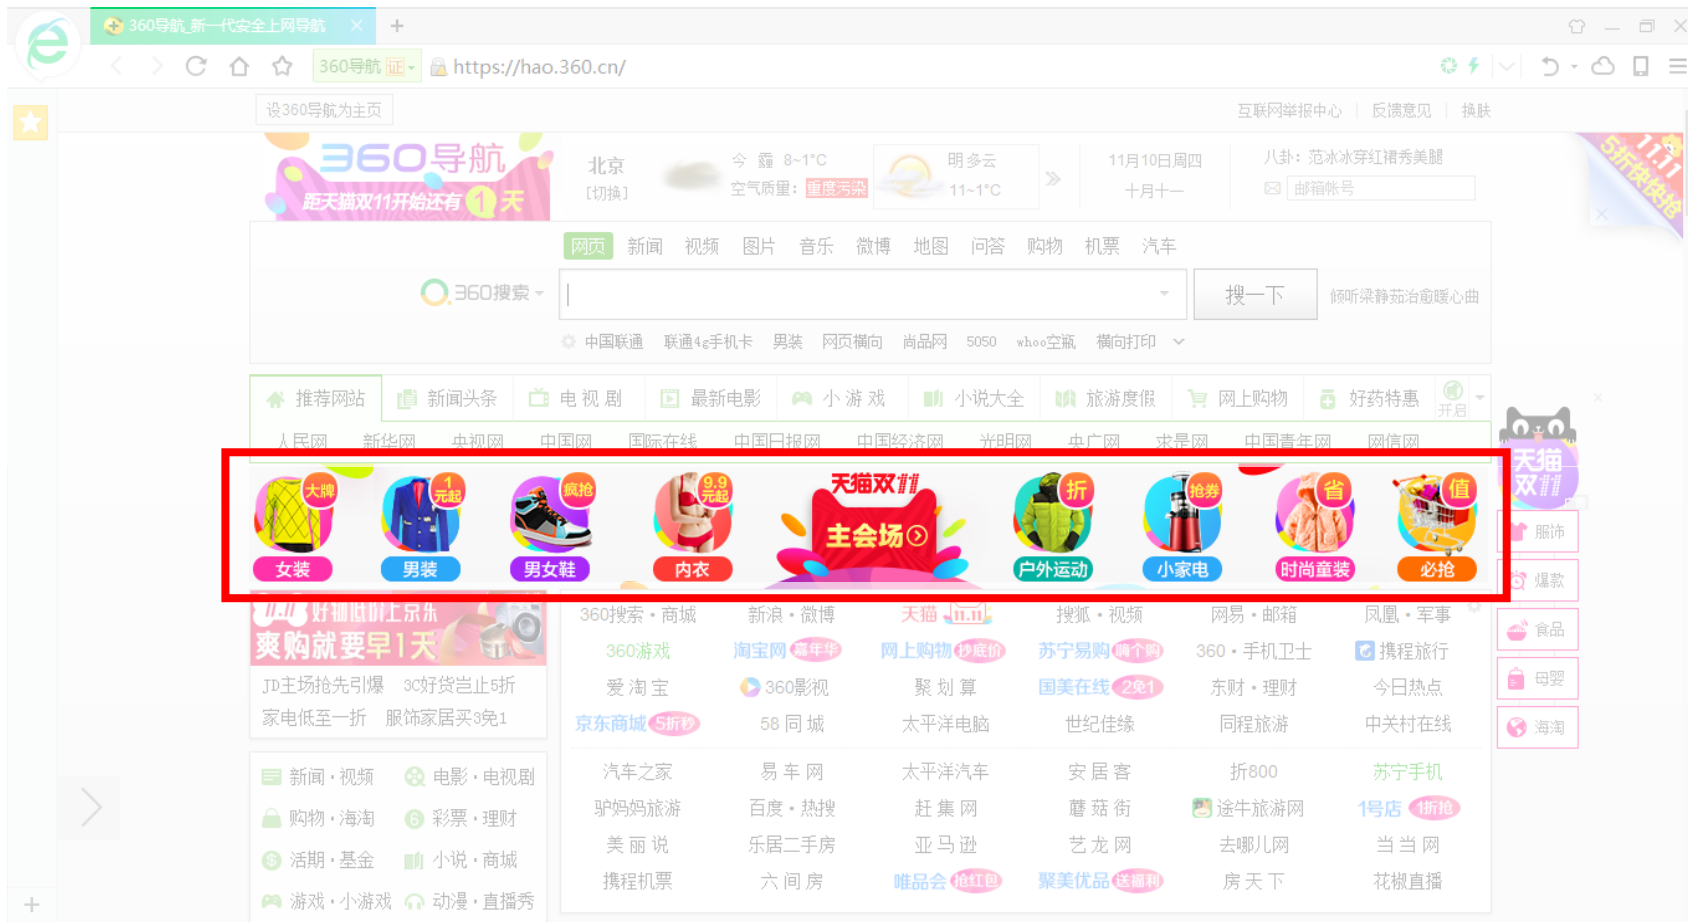 360导航_新一代安全上网导航
360导航 证 https://hao.360.cn/
设360导航为主页 互联网举报中心 反馈意见 换肤
360导航
距天猫双11开始还有1天
北京
[切换]
今 霾 8~1°C
空气质量: 重度污染
明 多云
11~1°C
11月10日周四
十月十一
八卦: 范冰冰穿红裙秀美腿
邮箱帐号
11.11
5折快快抢
网页 新闻 视频 图片 音乐 微博 地图 问答 购物 机票 汽车
360搜索 搜一下 倾听梁静茹治愈暖心曲
中国联通 联通4g手机卡 男装 网页横向 尚品网 5050 whoo空瓶 横向打印
推荐网站 新闻头条 电视剧 最新电影 小游戏 小说大全 旅游度假 网上购物 好药特惠 开启
人民网 新华网 央视网 中国网 国际在线 中国日报网 中国经济网 光明网 央广网 求是网 中国青年网 网信网
大牌 女装
1元起 男装
疯抢 男女鞋
9.9元起 内衣
天猫双11
主会场
折 户外运动
抢券 小家电
省 时尚童装
值 必抢
天猫
双11
服饰
爆款
食品
母婴
海淘
11.11好物低价上京东
爽购就要早1天
JD主场抢先引爆 3C好货岂止5折
家电低至一折 服饰家居买3免1
新闻·视频 电影·电视剧
购物·海淘 彩票·理财
活期·基金 小说·商城
游戏·小游戏 动漫·直播秀
360搜索·商城 新浪·微博 天猫 11.11 搜狐·视频 网易·邮箱 凤凰·军事
360游戏 淘宝网 嘉年华 网上购物 抄底价 苏宁易购 嗨个购 360·手机卫士 携程旅行
爱淘宝 360影视 聚划算 国美在线 2免1 东财·理财 今日热点
京东商城 5折秒 58同城 太平洋电脑 世纪佳缘 同程旅游 中关村在线
汽车之家 易车网 太平洋汽车 安居客 折800 苏宁手机
驴妈妈旅游 百度·热搜 赶集网 蘑菇街 途牛旅游网 1号店 1折抢
美丽说 乐居二手房 亚马逊 艺龙网 去哪儿网 当当网
携程机票 六间房 唯品会 抢红包 聚美优品 送福利 房天下 花椒直播